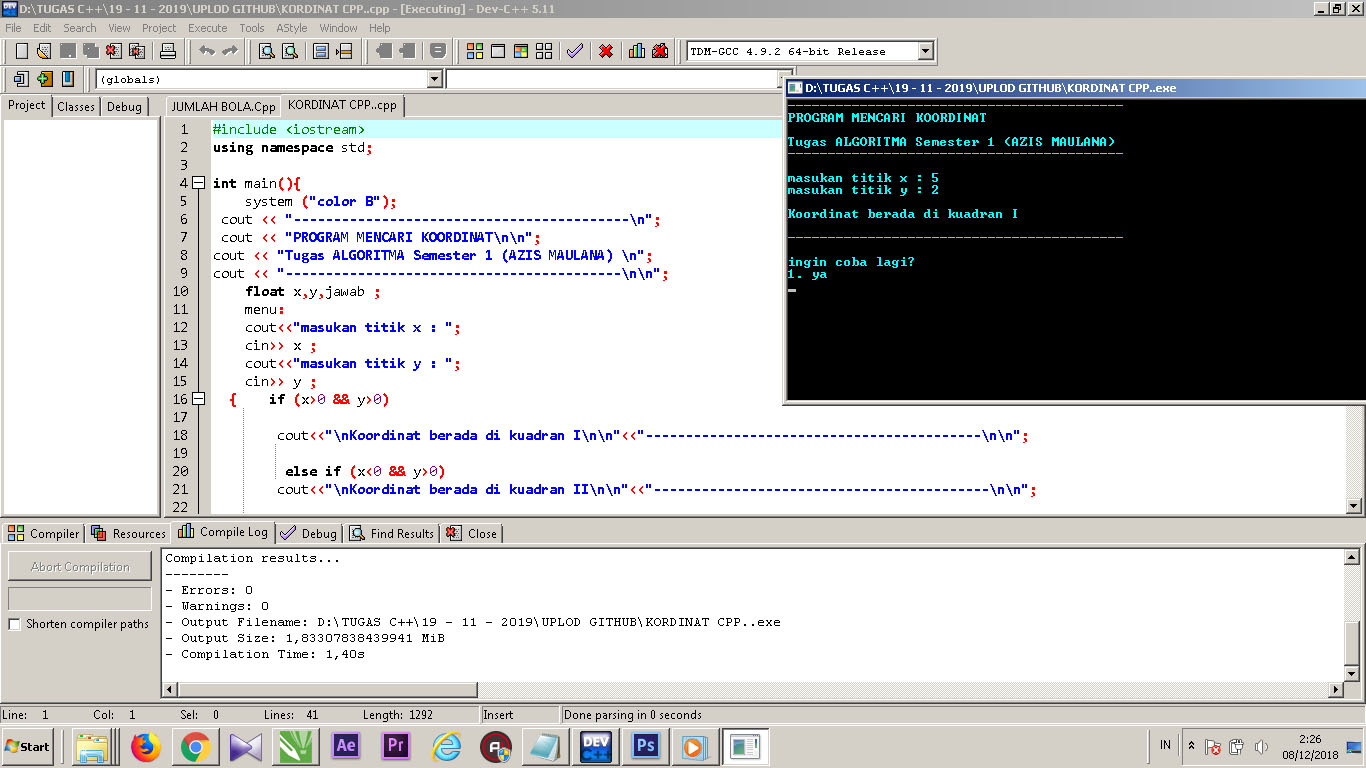 D:\TUGAS C++\19 - 11 - 2019\UPLOD GITHUB\KORDINAT CPP..cpp - [Executing] - Dev-C++ 5.11
File Edit Search View Project Execute Tools AStyle Window Help
TDM-GCC 4.9.2 64-bit Release
(globals)
Project Classes Debug
JUMLAH BOLA.Cpp KORDINAT CPP..cpp
1 #include <iostream>
2 using namespace std;
3
4 int main(){
5 system ("color B");
6 cout << "------------------------------------------\n";
7 cout << "PROGRAM MENCARI KOORDINAT\n\n";
8 cout << "Tugas ALGORITMA Semester 1 (AZIS MAULANA) \n";
9 cout << "------------------------------------------\n\n";
10 float x,y,jawab ;
11 menu:
12 cout<<"masukan titik x : ";
13 cin>> x ;
14 cout<<"masukan titik y : ";
15 cin>> y ;
16 { if (x>0 && y>0)
17
18 cout<<"\nKoordinat berada di kuadran I\n\n"<<"------------------------------------------\n\n";
19
20 else if (x<0 && y>0)
21 cout<<"\nKoordinat berada di kuadran II\n\n"<<"------------------------------------------\n\n";
22
D:\TUGAS C++\19 - 11 - 2019\UPLOD GITHUB\KORDINAT CPP..exe
------------------------------------------
PROGRAM MENCARI KOORDINAT
Tugas ALGORITMA Semester 1 (AZIS MAULANA)
------------------------------------------
masukan titik x : 5
masukan titik y : 2
Koordinat berada di kuadran I
------------------------------------------
ingin coba lagi?
1. ya
Compiler Resources Compile Log Debug Find Results Close
Abort Compilation
Shorten compiler paths
Compilation results...
--------
- Errors: 0
- Warnings: 0
- Output Filename: D:\TUGAS C++\19 - 11 - 2019\UPLOD GITHUB\KORDINAT CPP..exe
- Output Size: 1,83307838439941 MiB
- Compilation Time: 1,40s
Line: 1 Col: 1 Sel: 0 Lines: 41 Length: 1292 Insert Done parsing in 0 seconds
Start
Ae
Pr
DEV
Ps
IN
2:26
08/12/2018